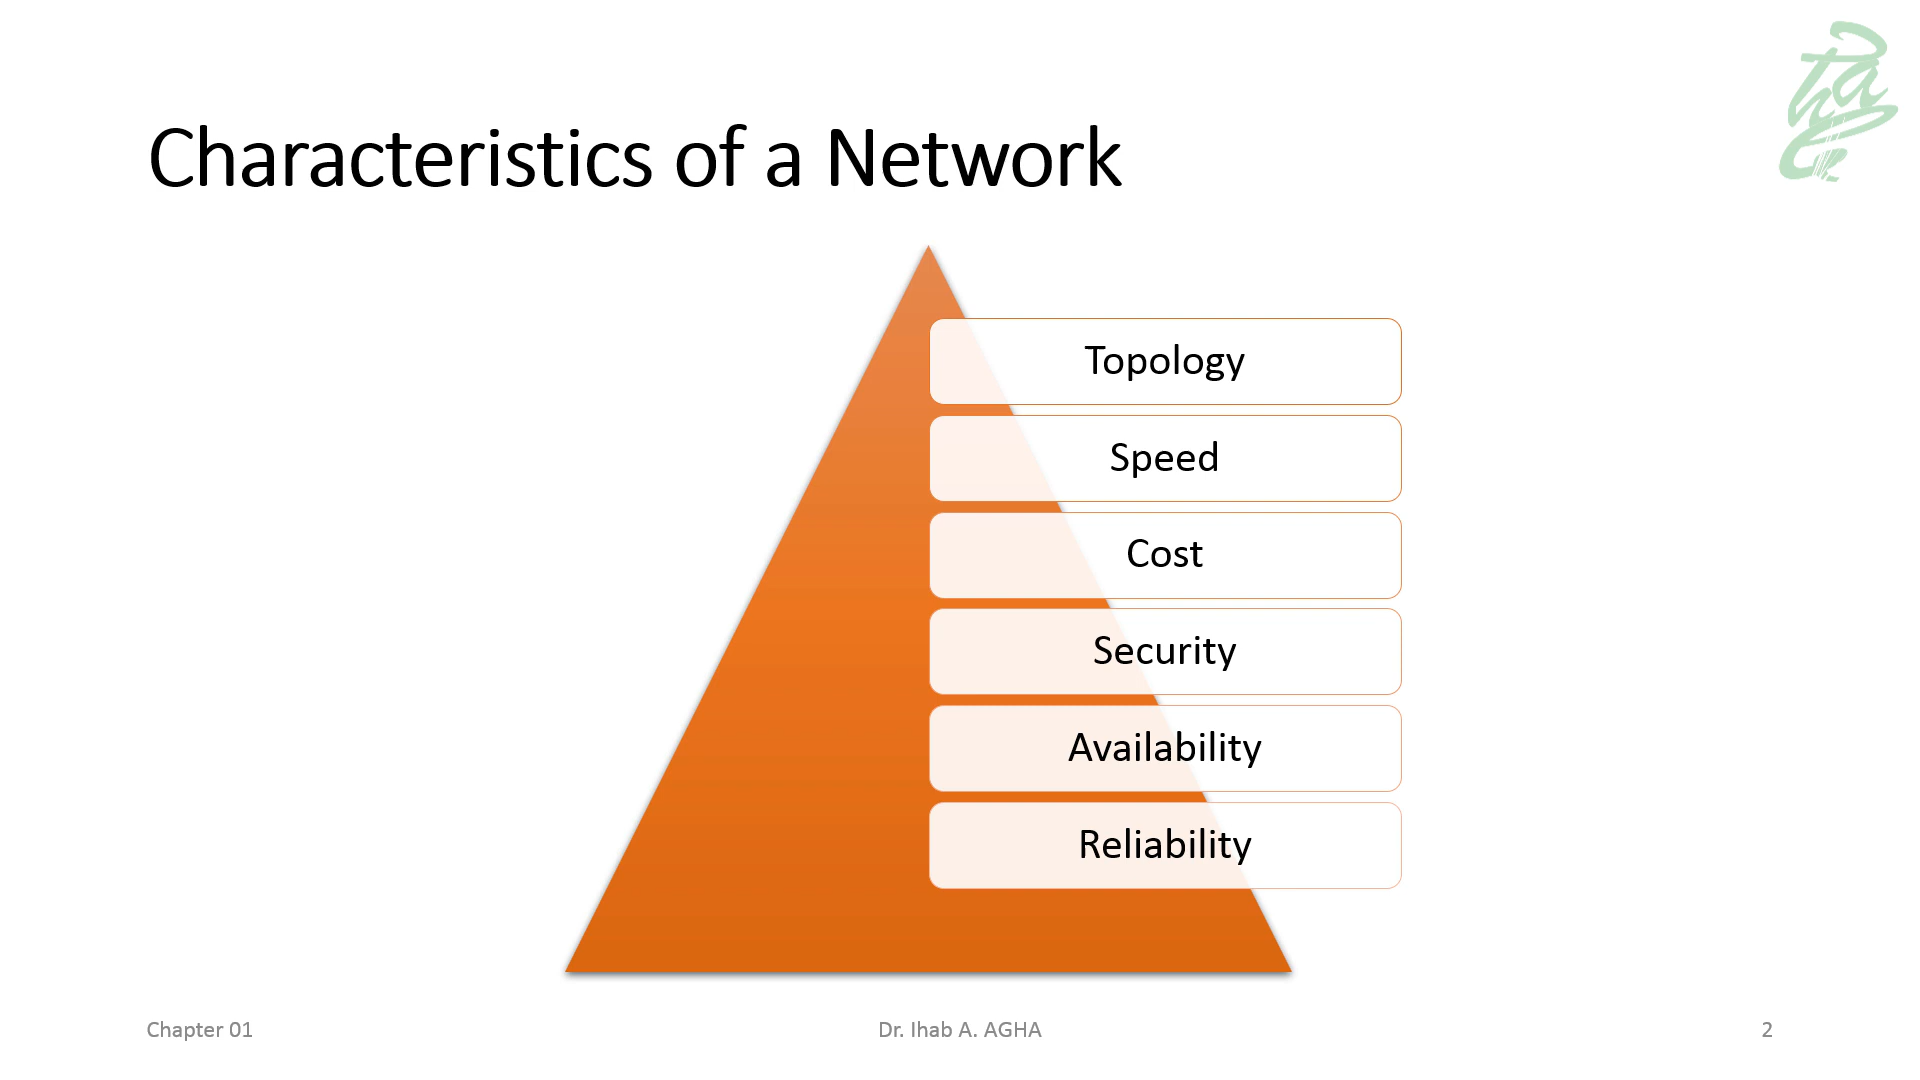 Characteristics of a Network
Topology
Speed
Cost
Security
Availability
Reliability
Chapter 01
Dr. Ihab A. AGHA
2